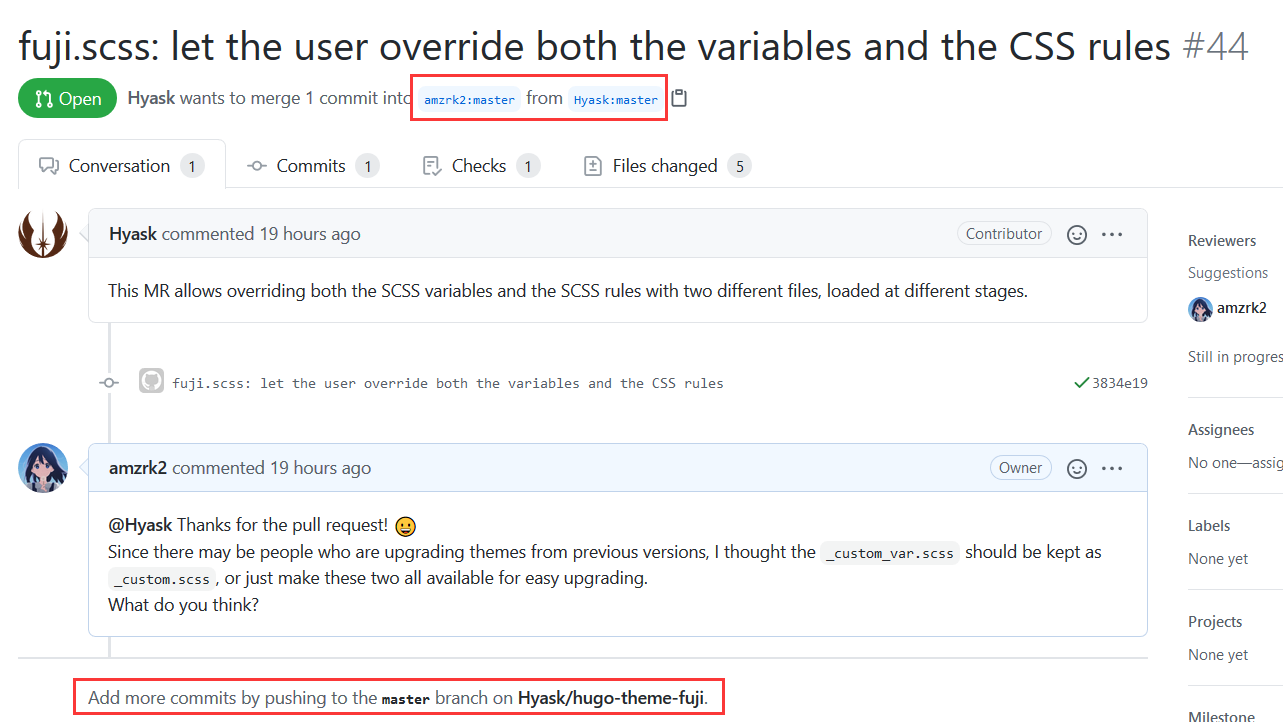 fuji.scss: let the user override both the variables and the CSS rules #44
Open Hyask wants to merge 1 commit into amzrk2:master from Hyask:master
Conversation 1 Commits 1 Checks 1 Files changed 5
Hyask commented 19 hours ago Contributor
This MR allows overriding both the SCSS variables and the SCSS rules with two different files, loaded at different stages.
fuji.scss: let the user override both the variables and the CSS rules 3834e19
amzrk2 commented 19 hours ago Owner
@Hyask Thanks for the pull request! 😀
Since there may be people who are upgrading themes from previous versions, I thought the _custom_var.scss should be kept as
_custom.scss, or just make these two all available for easy upgrading.
What do you think?
Add more commits by pushing to the master branch on Hyask/hugo-theme-fuji.
Reviewers
Suggestions
amzrk2
Still in progres
Assignees
No one—assig
Labels
None yet
Projects
None yet
Milestone